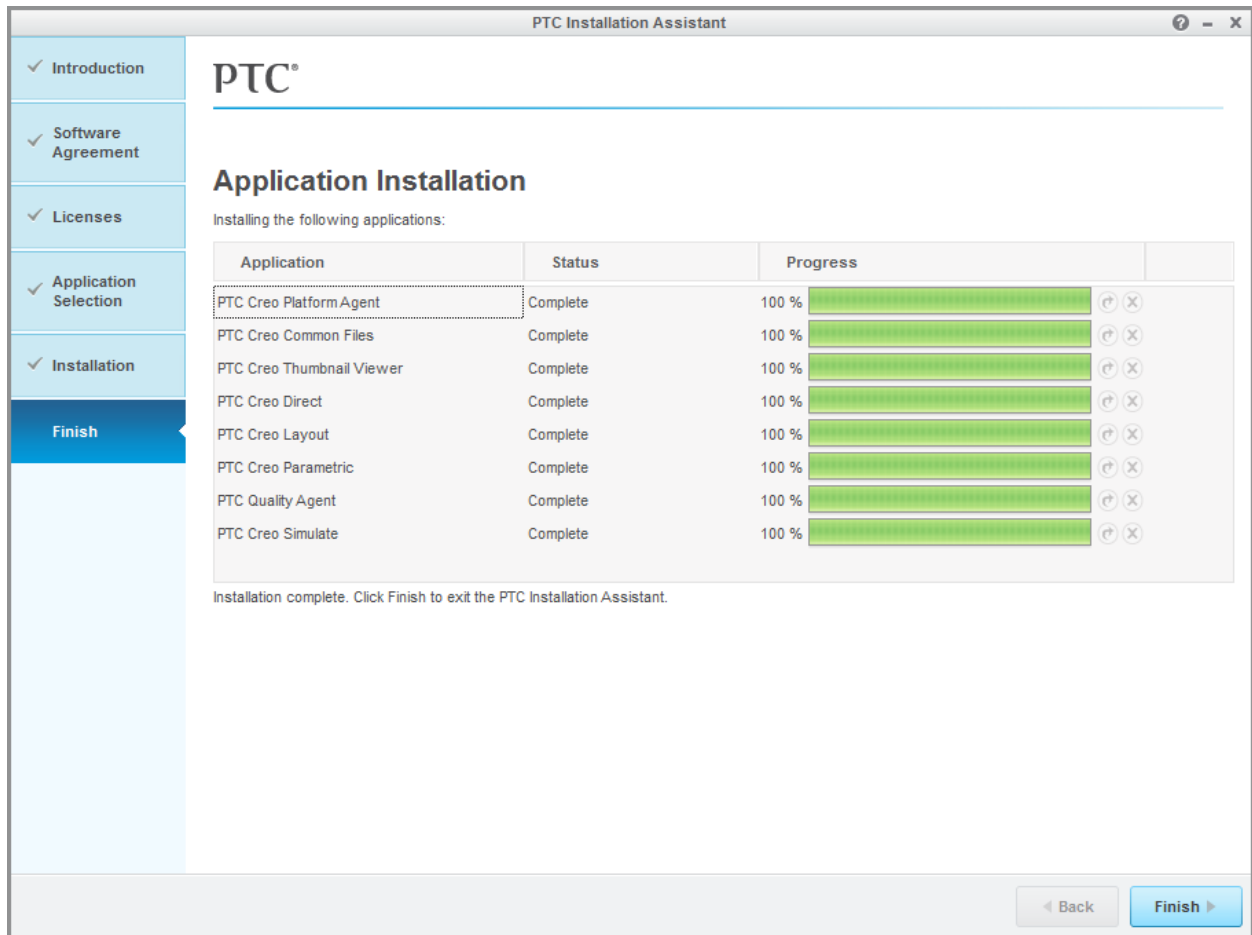 PTC Installation Assistant
Introduction
Software
Agreement
Licenses
Application
Selection
Installation
Finish
PTC®
Application Installation
Installing the following applications:
Application Status Progress
PTC Creo Platform Agent Complete 100 %
PTC Creo Common Files Complete 100 %
PTC Creo Thumbnail Viewer Complete 100 %
PTC Creo Direct Complete 100 %
PTC Creo Layout Complete 100 %
PTC Creo Parametric Complete 100 %
PTC Quality Agent Complete 100 %
PTC Creo Simulate Complete 100 %
Installation complete. Click Finish to exit the PTC Installation Assistant.
Back Finish